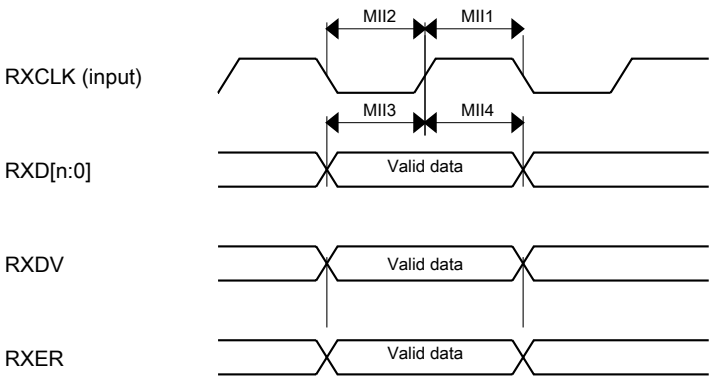 MII2 MII1
RXCLK (input)
MII3 MII4
RXD[n:0] Valid data
RXDV Valid data
RXER Valid data